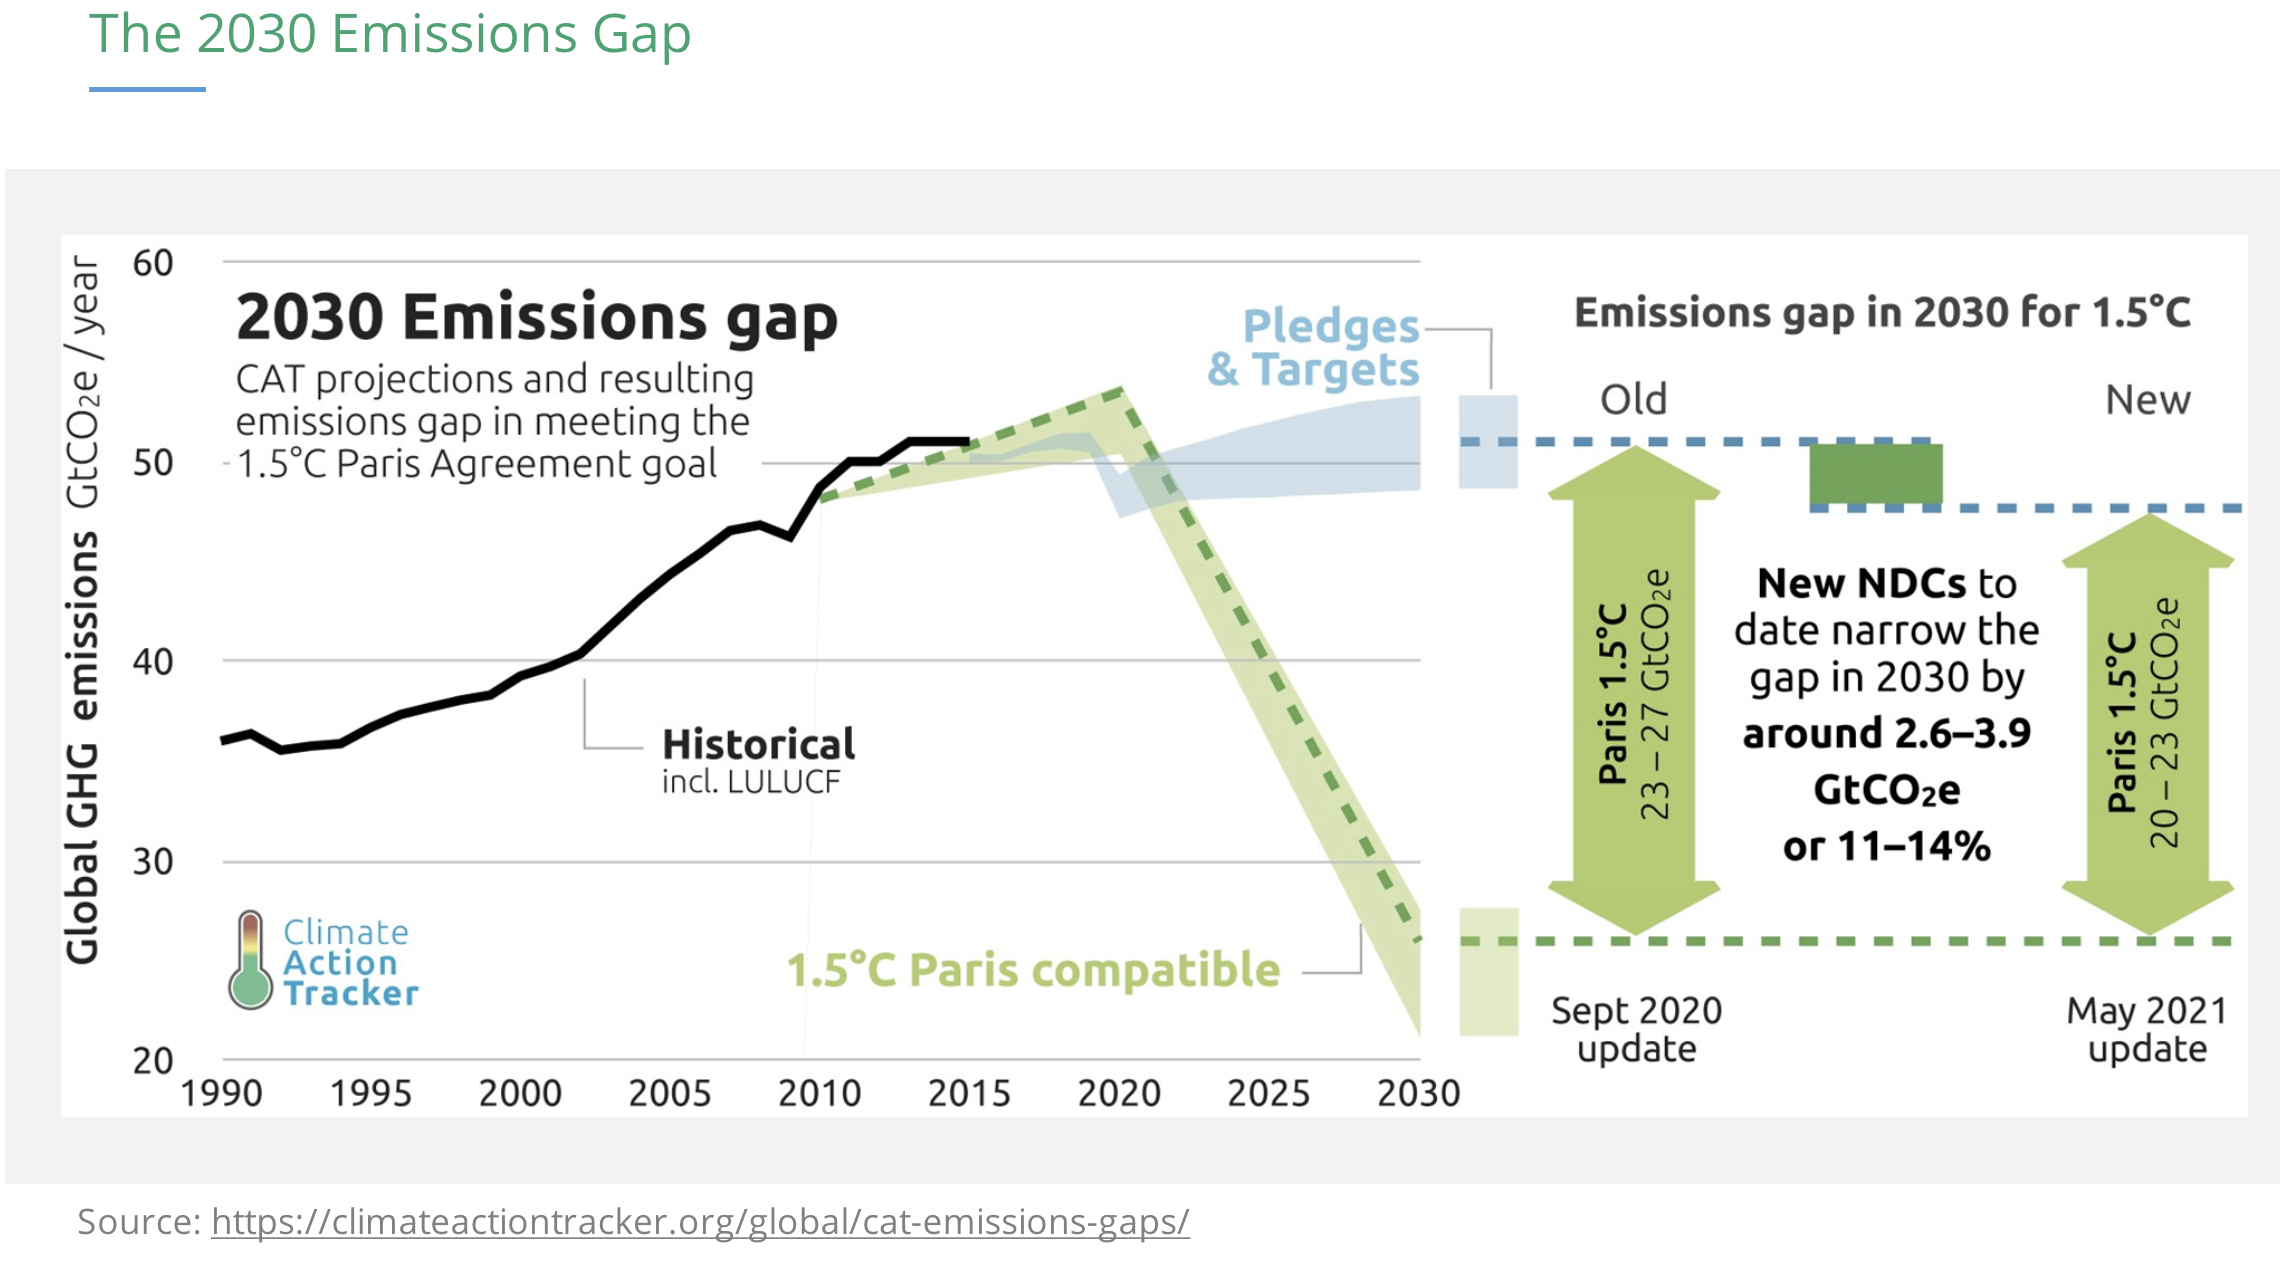 The 2030 Emissions Gap
Global GHG emissions GtCO₂e / year
60
50
40
30
20
2030 Emissions gap
CAT projections and resulting
emissions gap in meeting the
1.5°C Paris Agreement goal
Pledges
& Targets
Historical
incl. LULUCF
1.5°C Paris compatible
Climate
Action
Tracker
1990 1995 2000 2005 2010 2015 2020 2025 2030
Emissions gap in 2030 for 1.5°C
Old
New
Paris 1.5°C
23 – 27 GtCO₂e
New NDCs to
date narrow the
gap in 2030 by
around 2.6–3.9
GtCO₂e
or 11–14%
Paris 1.5°C
20 – 23 GtCO₂e
Sept 2020
update
May 2021
update
Source: https://climateactiontracker.org/global/cat-emissions-gaps/